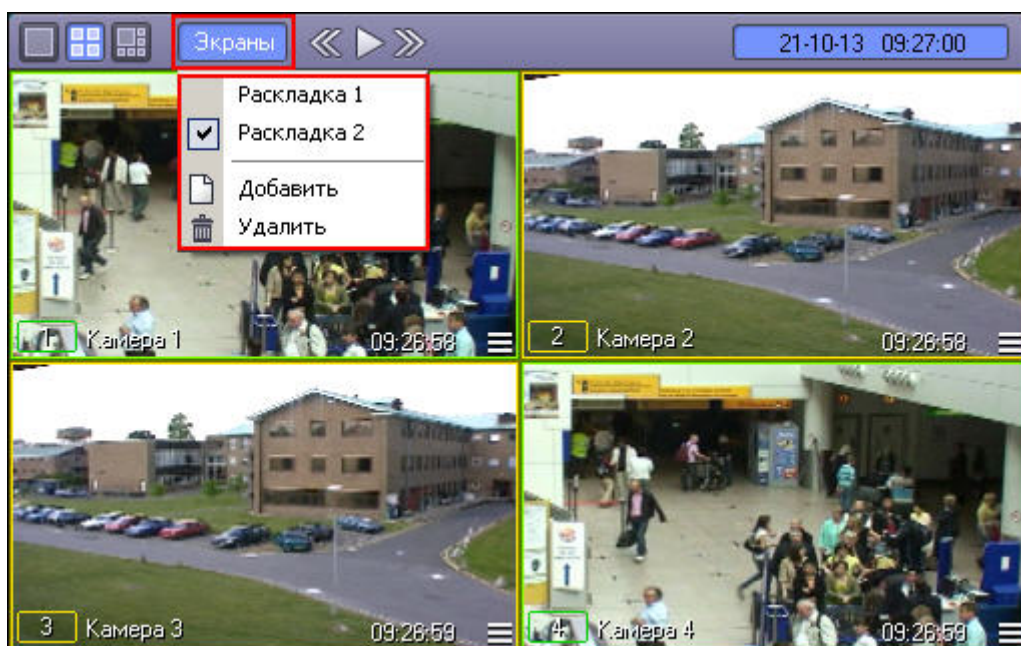 Экраны
21-10-13 09:27:00
Раскладка 1
Раскладка 2
Добавить
Удалить
1 Камера 1 09:26:58
2 Камера 2 09:26:58
3 Камера 3 09:26:59
4 Камера 4 09:26:59